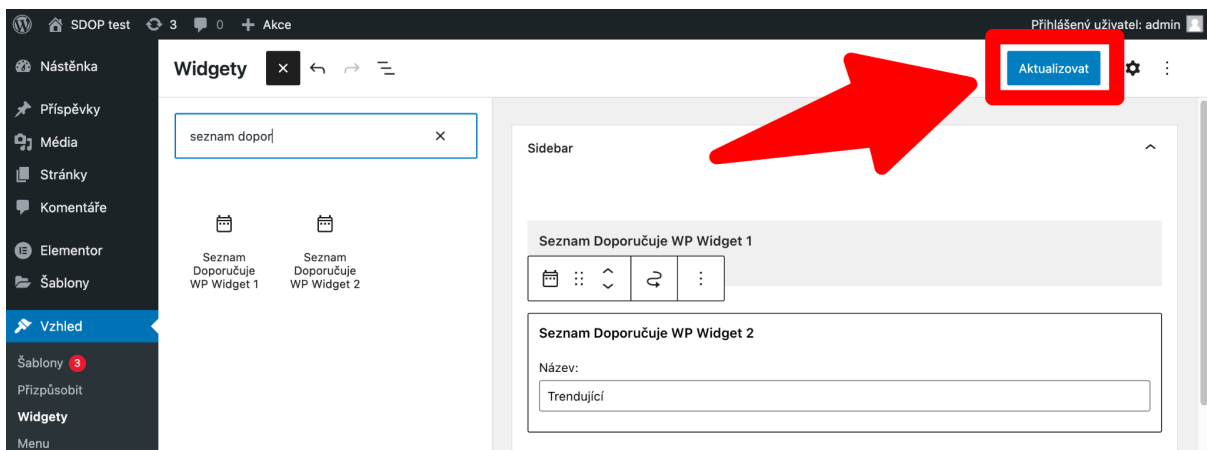 SDOP test 3 0 + Akce Přihlášený uživatel: admin
Nástěnka
Příspěvky
Média
Stránky
Komentáře
Elementor
Šablony
Vzhled
Šablony 3
Přizpůsobit
Widgety
Menu
Widgety
Aktualizovat
seznam dopor
Seznam
Doporučuje
WP Widget 1
Seznam
Doporučuje
WP Widget 2
Sidebar
Seznam Doporučuje WP Widget 1
Seznam Doporučuje WP Widget 2
Název:
Trendující